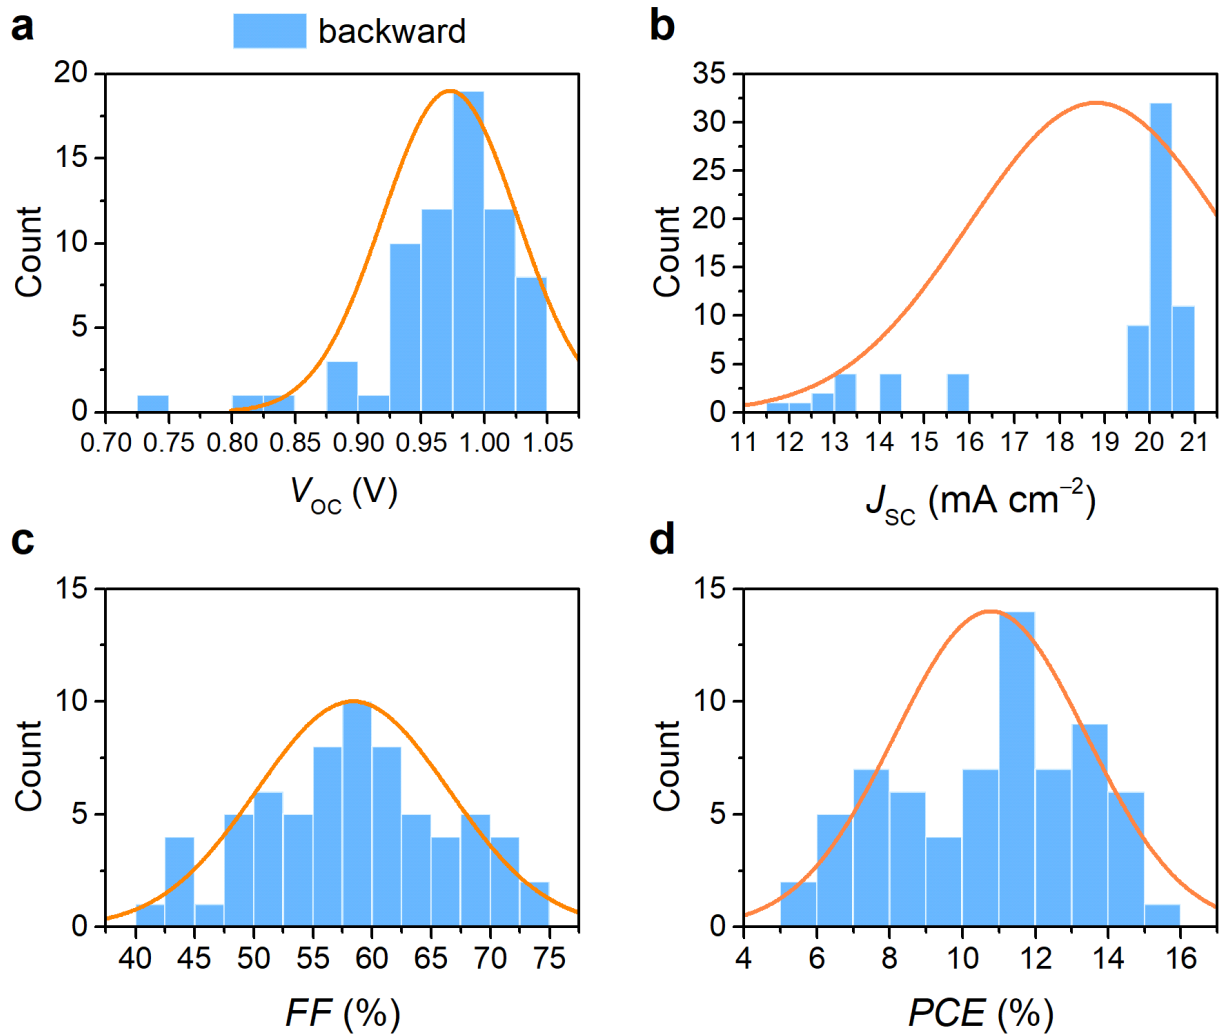 a
backward
b
20
15
10
5
0
Count
0.70 0.75 0.80 0.85 0.90 0.95 1.00 1.05
V_OC (V)
35
30
25
20
15
10
5
0
Count
11 12 13 14 15 16 17 18 19 20 21
J_SC (mA cm⁻²)
c
d
15
10
5
0
Count
40 45 50 55 60 65 70 75
FF (%)
15
10
5
0
Count
4 6 8 10 12 14 16
PCE (%)